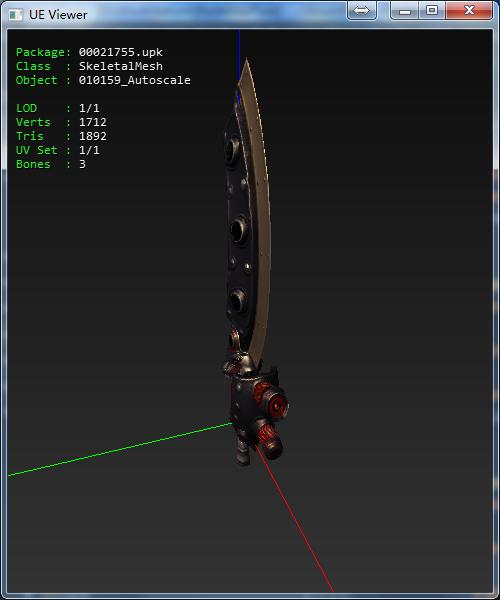 UE Viewer
Package: 00021755.upk
Class : SkeletalMesh
Object : 010159_Autoscale
LOD : 1/1
Verts : 1712
Tris : 1892
UV Set : 1/1
Bones : 3